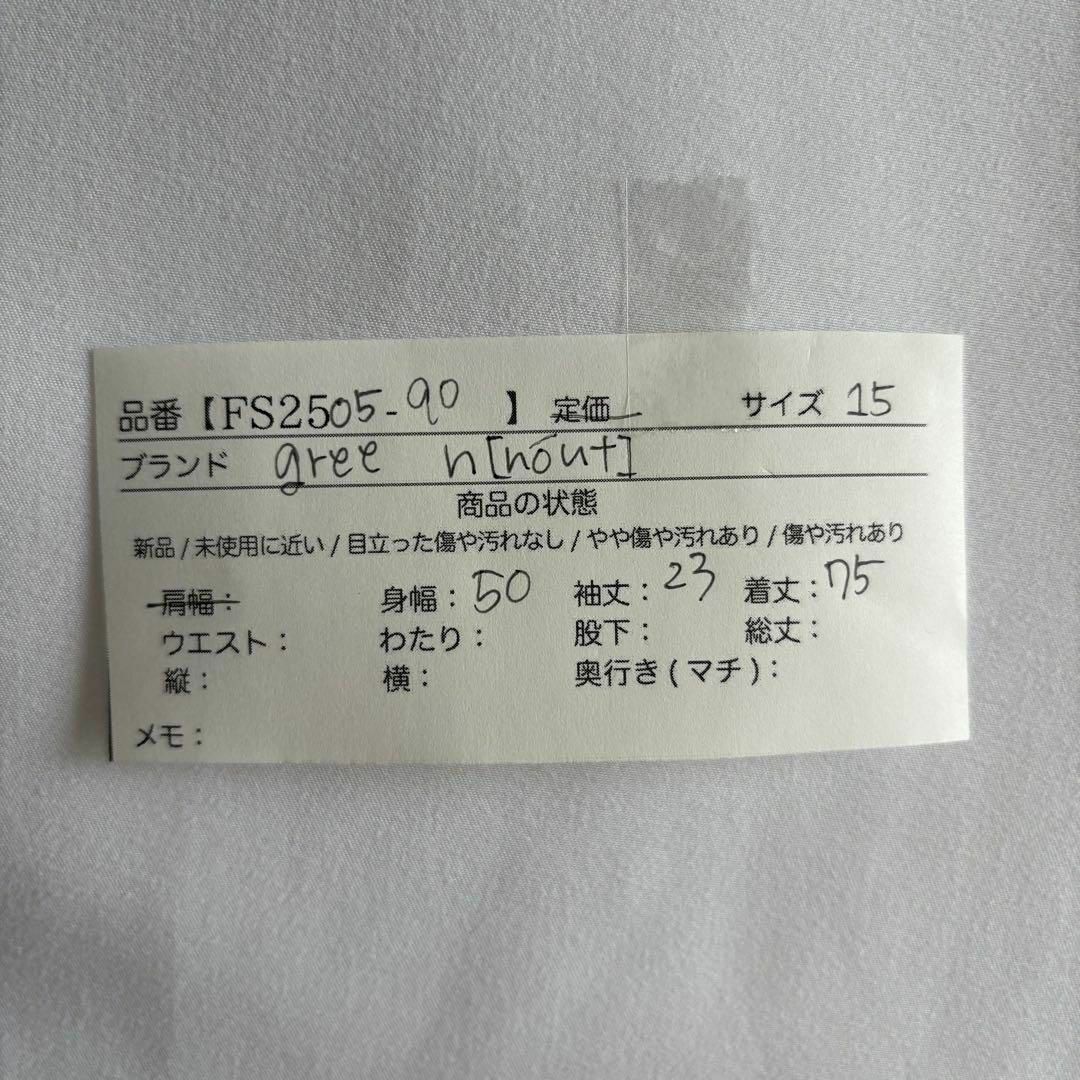 品番【FS2505-90 】 定価 サイズ 15
ブランド gree n[nóut]
商品の状態
新品 / 未使用に近い / 目立った傷や汚れなし / やや傷や汚れあり / 傷や汚れあり
肩幅： 身幅：50 袖丈：23 着丈：75
ウエスト： わたり： 股下： 総丈：
縦： 横： 奥行き(マチ)：
メモ：